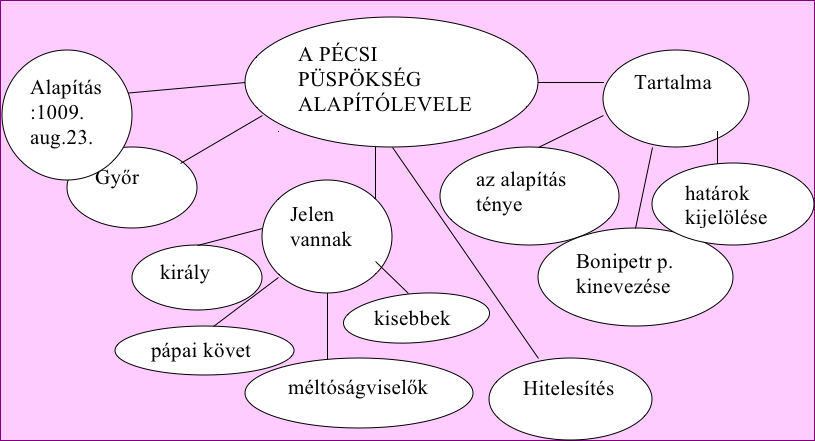 A PÉCSI
PÜSPÖKSÉG
ALAPÍTÓLEVELE
Alapítás
:1009.
aug.23.
Győr
Tartalma
az alapítás
ténye
határok
kijelölése
Bonipetr p.
kinevezése
Jelen
vannak
király
pápai követ
kisebbek
méltóságviselők
Hitelesítés